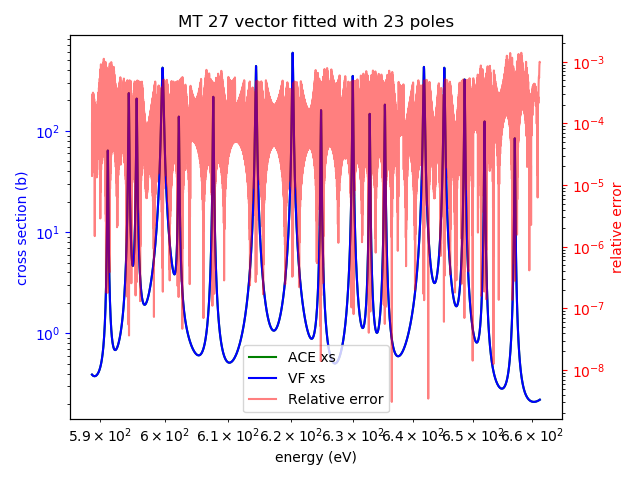 MT 27 vector fitted with 23 poles
10²
10¹
10⁰
cross section (b)
10⁻³
10⁻⁴
10⁻⁵
10⁻⁶
10⁻⁷
10⁻⁸
relative error
ACE xs
VF xs
Relative error
5.9 × 10² 6 × 10² 6.1 × 10² 6.2 × 10² 6.3 × 10² 6.4 × 10² 6.5 × 10² 6.6 × 10²
energy (eV)